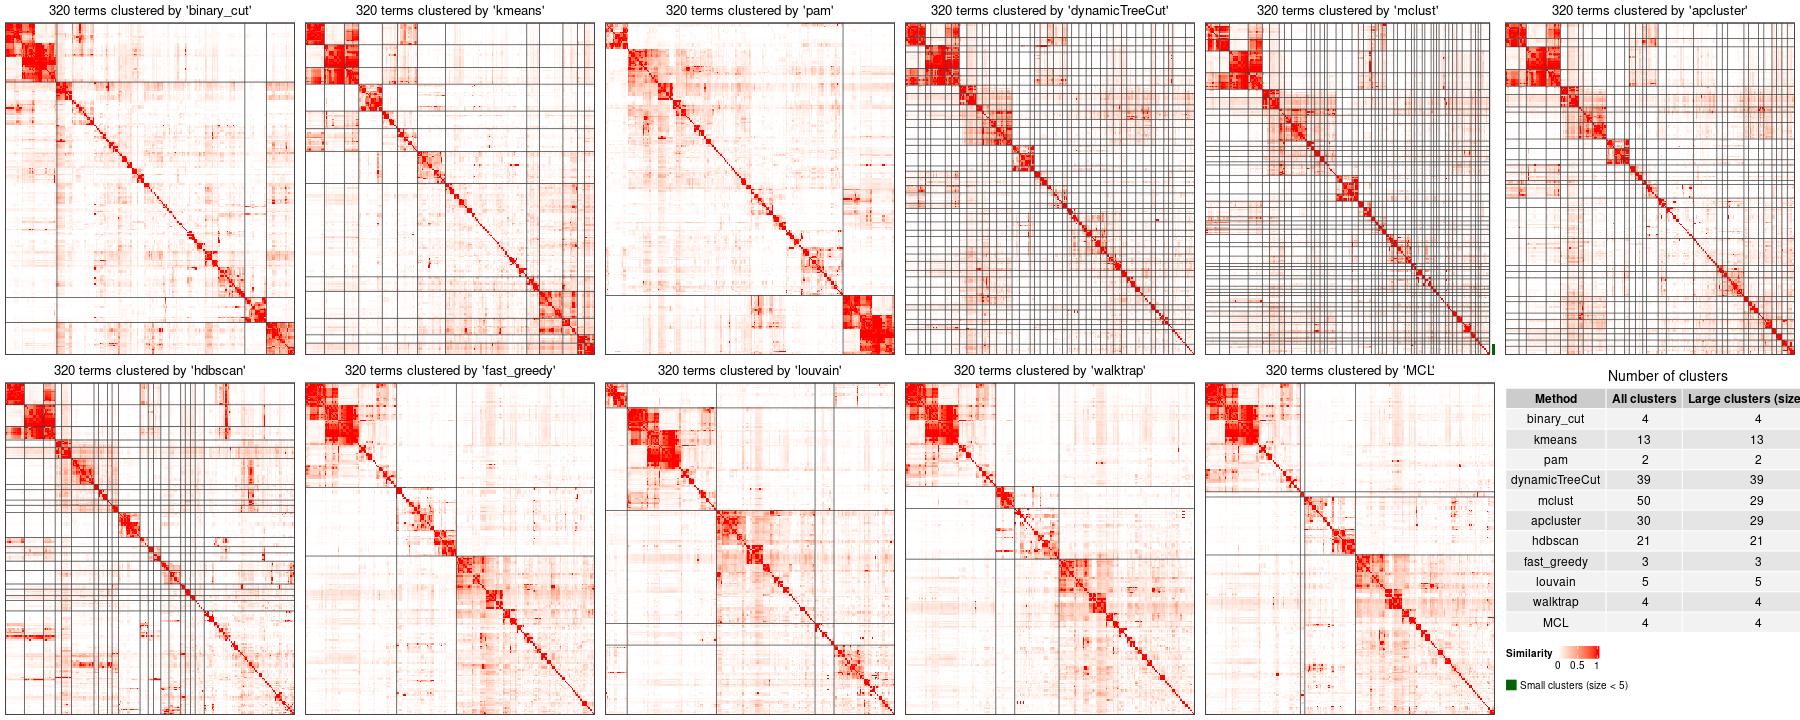 320 terms clustered by 'binary_cut'
320 terms clustered by 'kmeans'
320 terms clustered by 'pam'
320 terms clustered by 'dynamicTreeCut'
320 terms clustered by 'mclust'
320 terms clustered by 'apcluster'
320 terms clustered by 'hdbscan'
320 terms clustered by 'fast_greedy'
320 terms clustered by 'louvain'
320 terms clustered by 'walktrap'
320 terms clustered by 'MCL'
Number of clusters
Method All clusters Large clusters (size
binary_cut 4 4
kmeans 13 13
pam 2 2
dynamicTreeCut 39 39
mclust 50 29
apcluster 30 29
hdbscan 21 21
fast_greedy 3 3
louvain 5 5
walktrap 4 4
MCL 4 4
Similarity
0 0.5 1
Small clusters (size < 5)